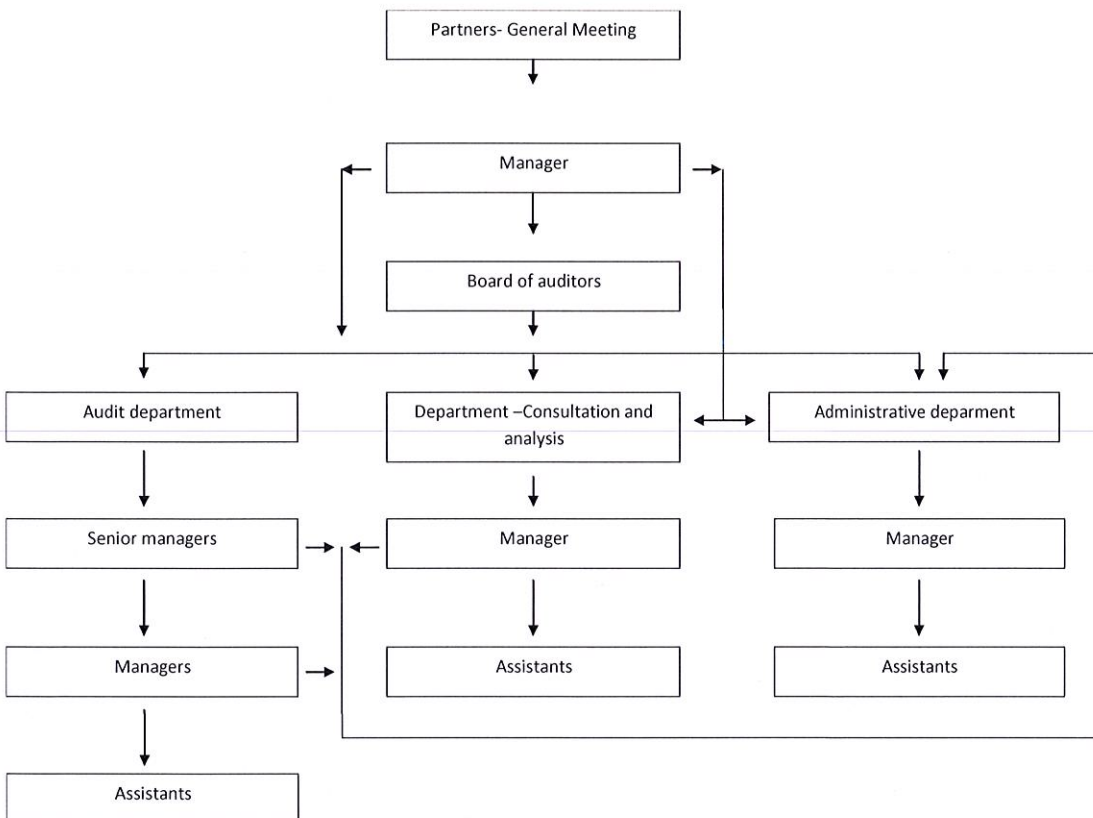 Partners- General Meeting
Manager
Board of auditors
Audit department
Department –Consultation and
analysis
Administrative deparment
Senior managers
Manager
Manager
Managers
Assistants
Assistants
Assistants